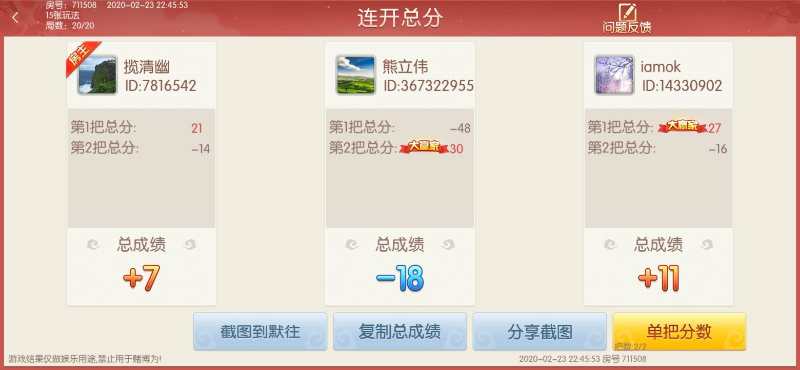 房号：711508 2020-02-23 22:45:53
15张玩法
局数：20/20
连开总分
问题反馈
房主
揽清幽
ID:7816542
第1把总分: 21
第2把总分: -14
总成绩
+7
熊立伟
ID:367322955
第1把总分: -48
第2把总分: 大赢家 30
总成绩
-18
iamok
ID:14330902
第1把总分: 大赢家 27
第2把总分: -16
总成绩
+11
截图到默往
复制总成绩
分享截图
单把分数
把数:2/2
游戏结果仅做娱乐用途,禁止用于赌博为!
2020-02-23 22:45:53 房号 711508